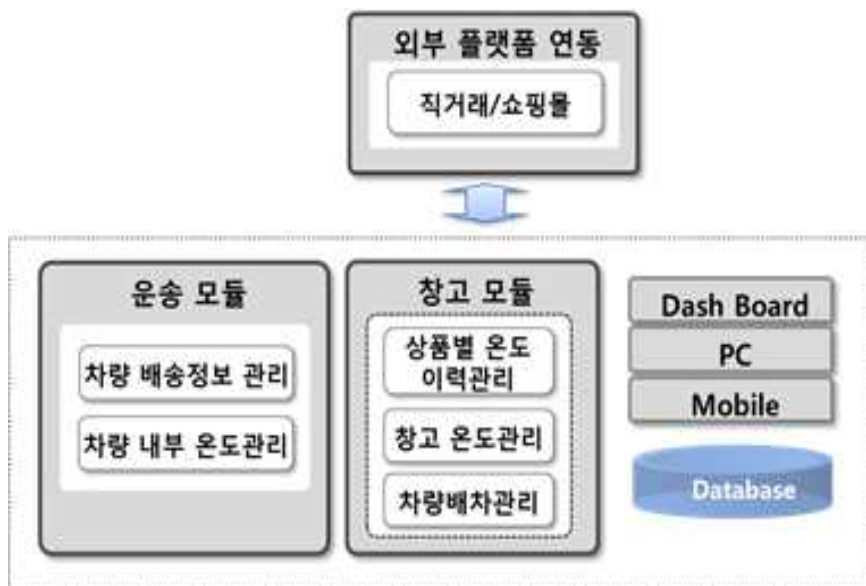 외부 플랫폼 연동
직거래/쇼핑몰
운송 모듈
차량 배송정보 관리
차량 내부 온도관리
창고 모듈
상품별 온도
이력관리
창고 온도관리
차량배차관리
Dash Board
PC
Mobile
Database